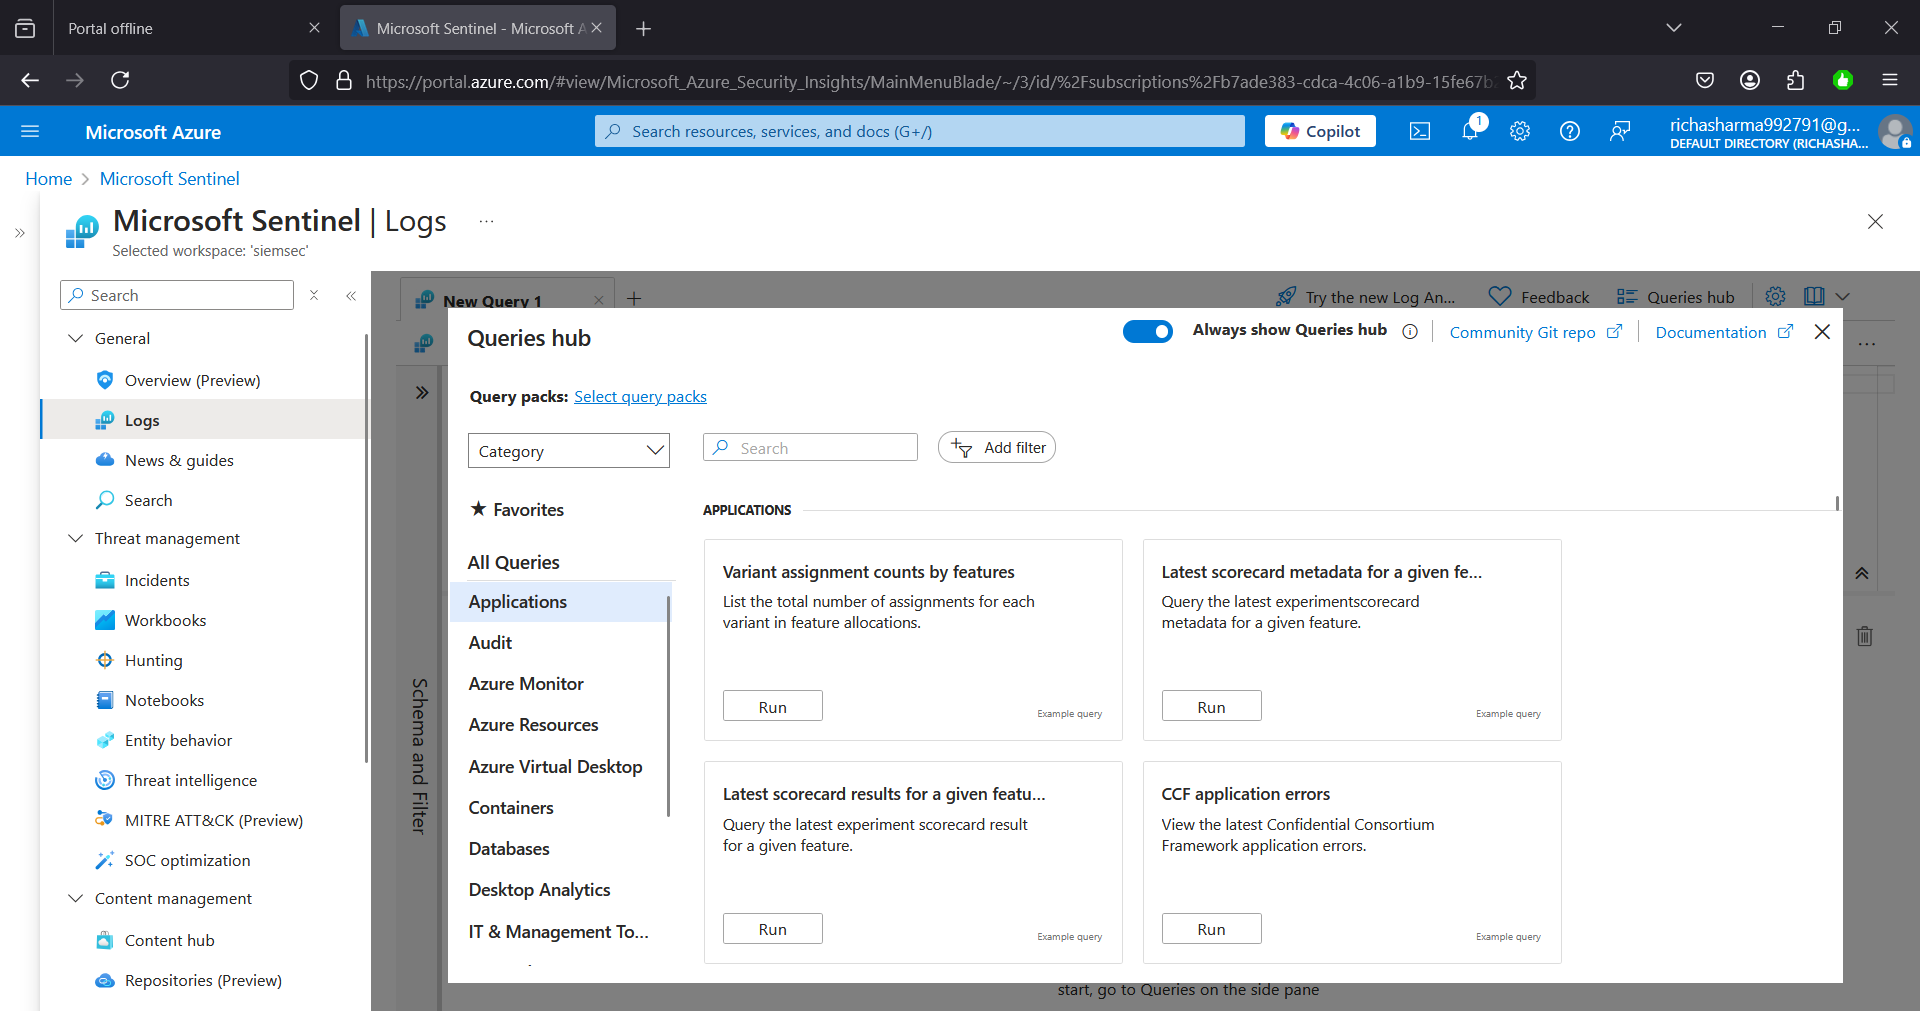 Portal offline
Microsoft Sentinel - Microsoft A
https://portal.azure.com/#view/Microsoft_Azure_Security_Insights/MainMenuBlade/~/3/id/%2Fsubscriptions%2Fb7ade383-cdca-4c06-a1b9-15fe67b
Microsoft Azure
Search resources, services, and docs (G+/)
Copilot
1
richasharma992791@g...
DEFAULT DIRECTORY (RICHASHA...
Home > Microsoft Sentinel
Microsoft Sentinel | Logs ...
Selected workspace: 'siemsec'
Search
General
Overview (Preview)
Logs
News & guides
Search
Threat management
Incidents
Workbooks
Hunting
Notebooks
Entity behavior
Threat intelligence
MITRE ATT&CK (Preview)
SOC optimization
Content management
Content hub
Repositories (Preview)
New Query 1
Try the new Log An...
Feedback
Queries hub
Schema and Filter
Queries hub
Always show Queries hub
Community Git repo
Documentation
Query packs: Select query packs
Category
Search
Add filter
Favorites
All Queries
Applications
Audit
Azure Monitor
Azure Resources
Azure Virtual Desktop
Containers
Databases
Desktop Analytics
IT & Management To...
APPLICATIONS
Variant assignment counts by features
List the total number of assignments for each
variant in feature allocations.
Run
Example query
Latest scorecard metadata for a given fe...
Query the latest experimentscorecard
metadata for a given feature.
Run
Example query
Latest scorecard results for a given featu...
Query the latest experiment scorecard result
for a given feature.
Run
Example query
CCF application errors
View the latest Confidential Consortium
Framework application errors.
Run
Example query
start, go to Queries on the side pane